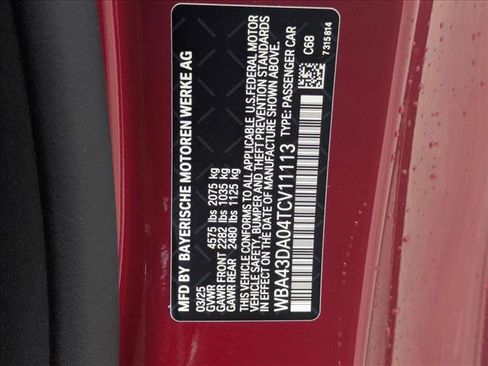 MFD BY BAYERISCHE MOTOREN WERKE AG
03/25
GVWR 4575 lbs 2075 kg
GAWR FRONT 2282 lbs 1035 kg
GAWR REAR 2480 lbs 1125 kg
THIS VEHICLE CONFORMS TO ALL APPLICABLE U.S. FEDERAL MOTOR
VEHICLE SAFETY, BUMPER AND THEFT PREVENTION STANDARDS
IN EFFECT ON THE DATE OF MANUFACTURE SHOWN ABOVE.
WBA43DA04TCV11113 TYPE: PASSENGER CAR
C68
7315814